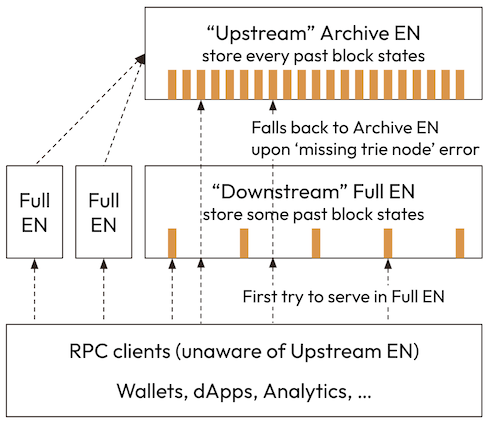 “Upstream” Archive EN
store every past block states
Falls back to Archive EN
upon ‘missing trie node’ error
Full
EN
Full
EN
“Downstream” Full EN
store some past block states
First try to serve in Full EN
RPC clients (unaware of Upstream EN)
Wallets, dApps, Analytics, ...